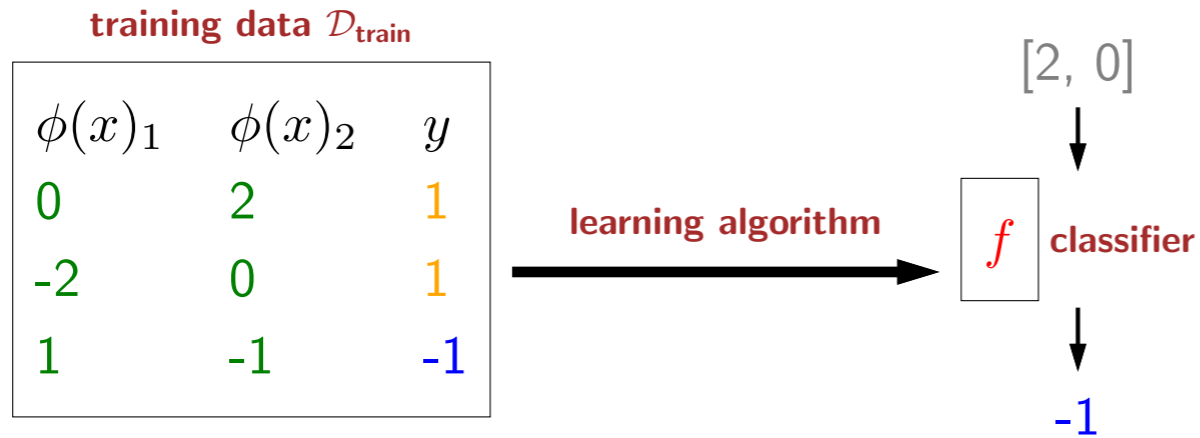 training data 𝒟train
ϕ(x)₁ ϕ(x)₂ y
0 2 1
-2 0 1
1 -1 -1
learning algorithm
[2, 0]
f classifier
-1